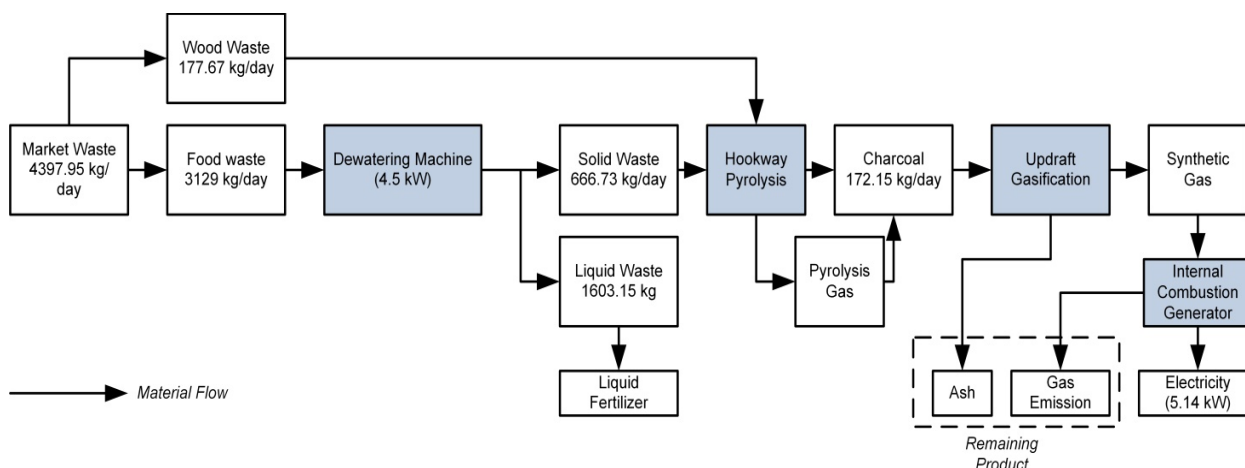 Wood Waste
177.67 kg/day
Market Waste
4397.95 kg/
day
Food waste
3129 kg/day
Dewatering Machine
(4.5 kW)
Solid Waste
666.73 kg/day
Hookway
Pyrolysis
Charcoal
172.15 kg/day
Updraft
Gasification
Synthetic
Gas
Liquid Waste
1603.15 kg
Pyrolysis
Gas
Internal
Combustion
Generator
Material Flow
Liquid
Fertilizer
Ash
Gas
Emission
Electricity
(5.14 kW)
Remaining
Product